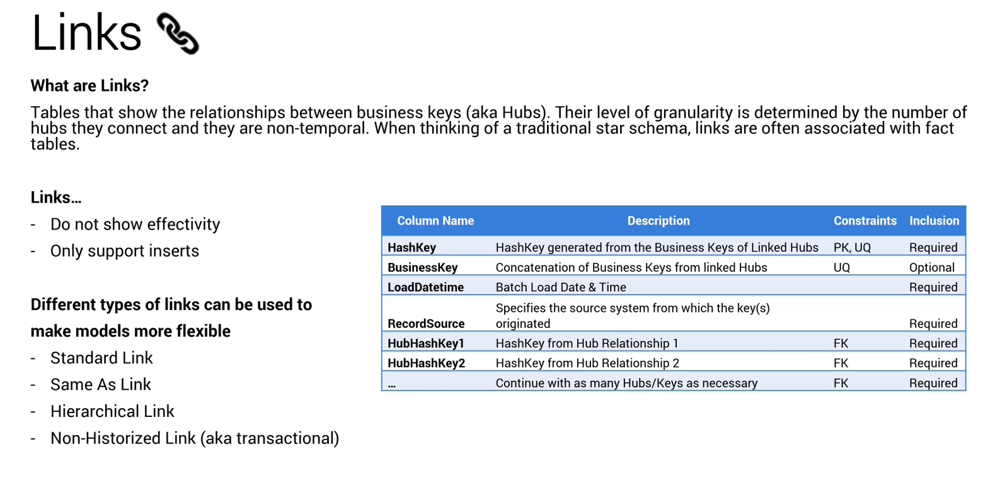 Links
What are Links?
Tables that show the relationships between business keys (aka Hubs). Their level of granularity is determined by the number of
hubs they connect and they are non-temporal. When thinking of a traditional star schema, links are often associated with fact
tables.
Links…
- Do not show effectivity
- Only support inserts
Different types of links can be used to
make models more flexible
- Standard Link
- Same As Link
- Hierarchical Link
- Non-Historized Link (aka transactional)
Column Name Description Constraints Inclusion
HashKey HashKey generated from the Business Keys of Linked Hubs PK, UQ Required
BusinessKey Concatenation of Business Keys from linked Hubs UQ Optional
LoadDatetime Batch Load Date & Time Required
Specifies the source system from which the key(s)
RecordSource originated Required
HubHashKey1 HashKey from Hub Relationship 1 FK Required
HubHashKey2 HashKey from Hub Relationship 2 FK Required
… Continue with as many Hubs/Keys as necessary FK Required